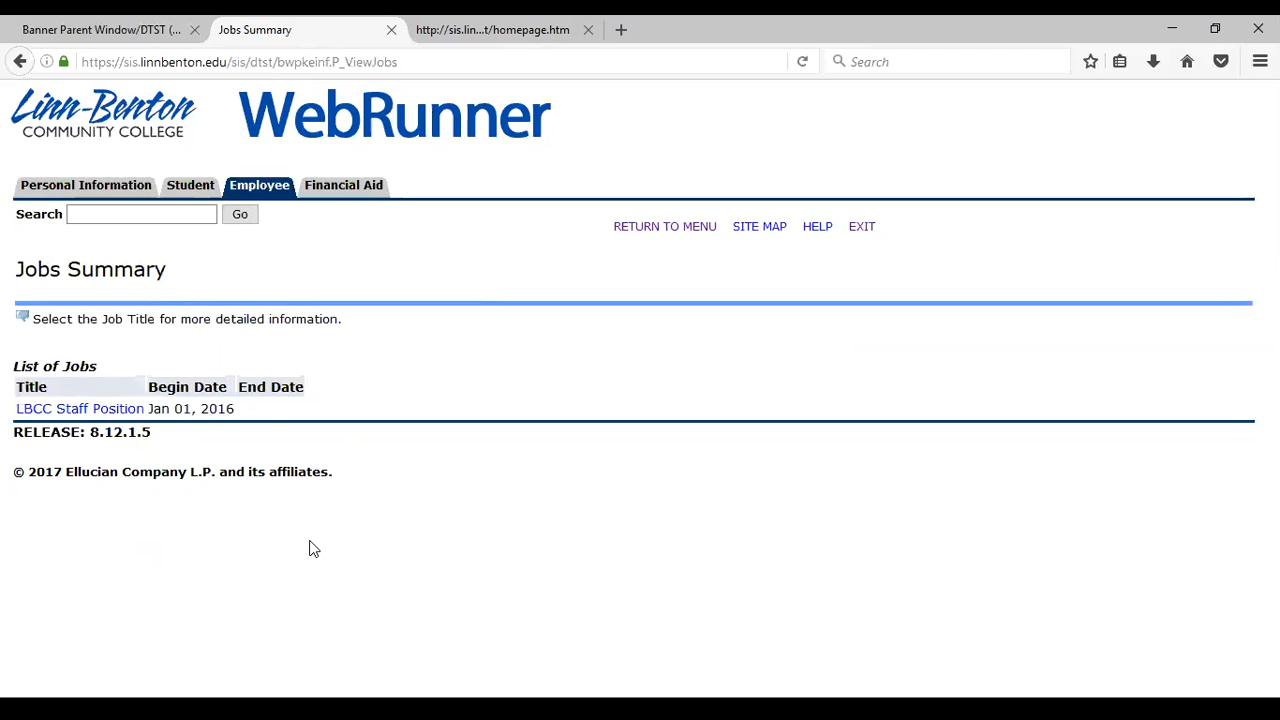 Banner Parent Window/DTST (...
Jobs Summary
http://sis.lin...t/homepage.htm
https://sis.linnbenton.edu/sis/dtst/bwpkeinf.P_ViewJobs
Search
Linn-Benton
COMMUNITY COLLEGE
WebRunner
Personal Information
Student
Employee
Financial Aid
Search
Go
RETURN TO MENU
SITE MAP
HELP
EXIT
Jobs Summary
Select the Job Title for more detailed information.
List of Jobs
Title Begin Date End Date
LBCC Staff Position Jan 01, 2016
RELEASE: 8.12.1.5
© 2017 Ellucian Company L.P. and its affiliates.